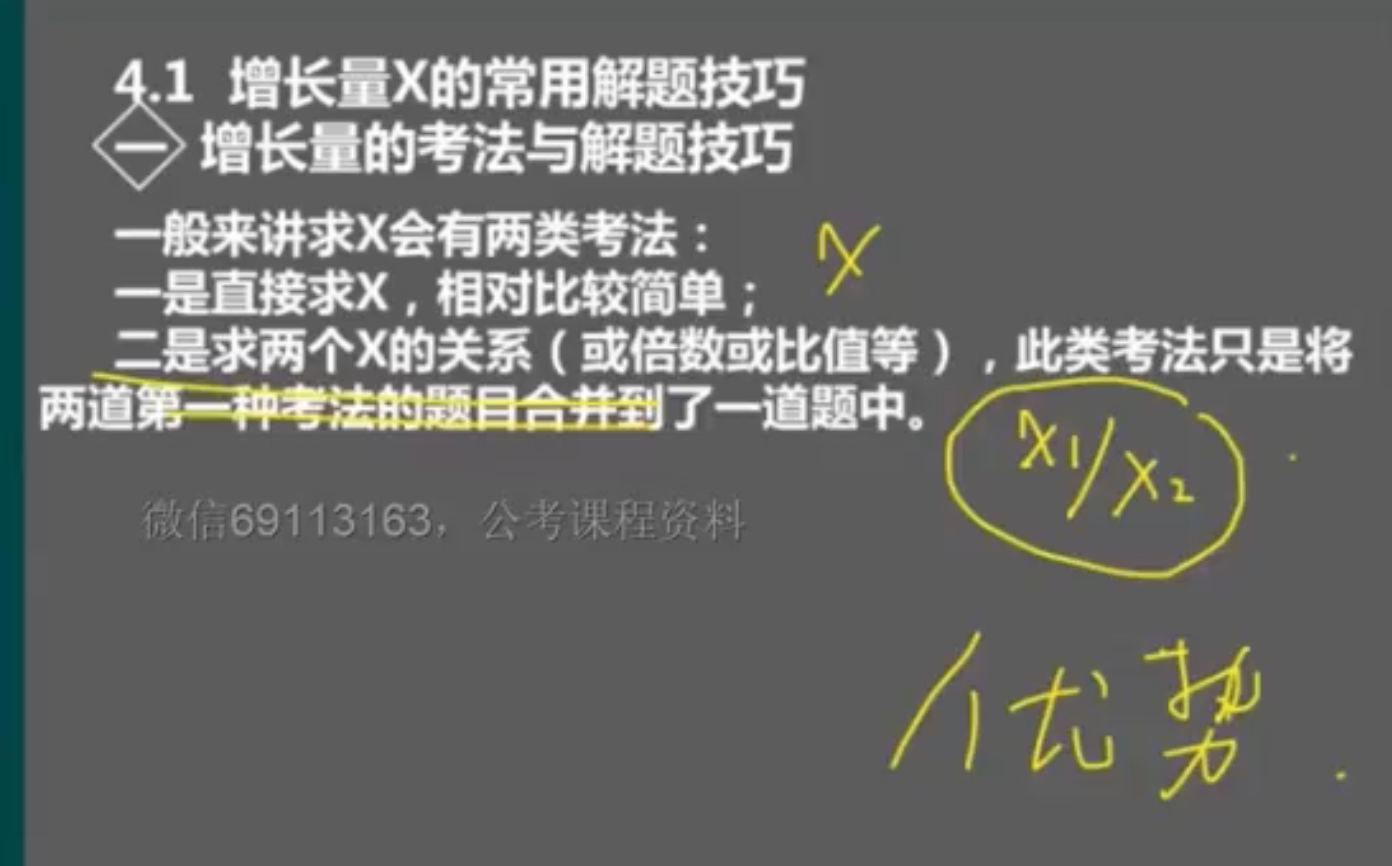 4.1 增长量X的常用解题技巧
一 增长量的考法与解题技巧
一般来讲求X会有两类考法：
X
一是直接求X，相对比较简单；
二是求两个X的关系（或倍数或比值等），此类考法只是将
两道第一种考法的题目合并到了一道题中。
X1/X2
微信69113163，公考课程资料
优势